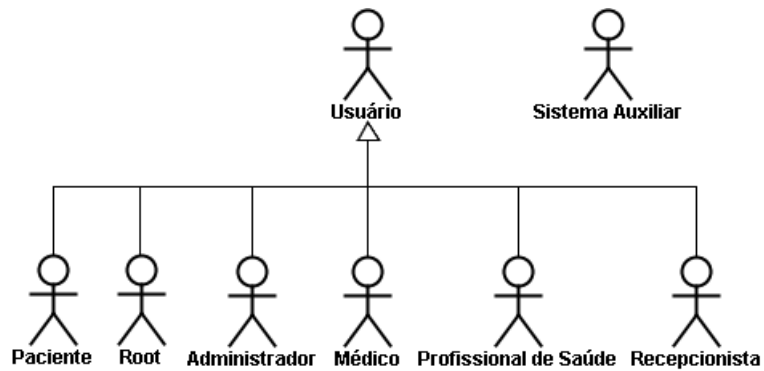 Usuário
Sistema Auxiliar
Paciente
Root
Administrador
Médico
Profissional de Saúde
Recepcionista